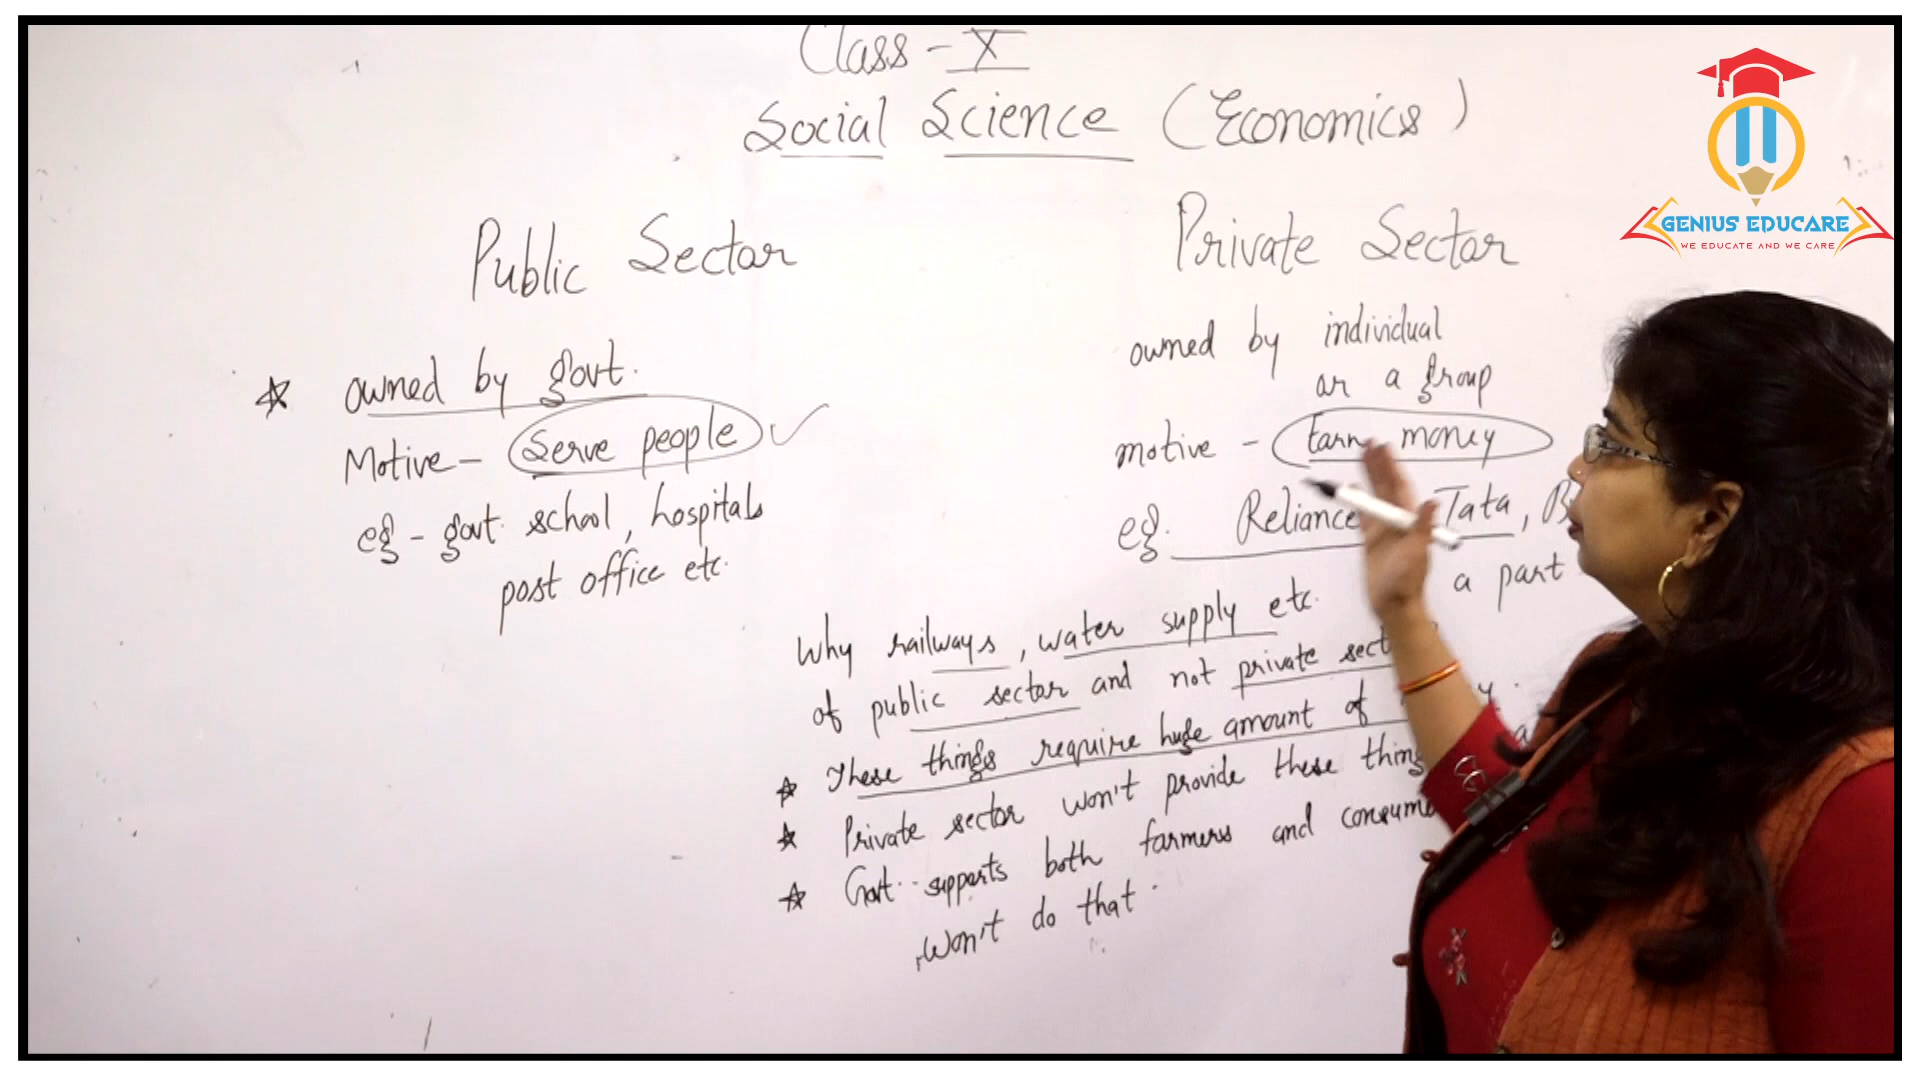 Class - X
Social Science (Economics)
GENIUS EDUCARE
WE EDUCATE AND WE CARE
Public Sector
owned by govt.
Motive - Serve people
eg - govt. school, hospitals
post office etc.
Private Sector
owned by individual
or a group
motive - Earn money
eg. Reliance Tata,
a part
Why railways, water supply etc.
of public sector and not private
These things require huge amount of
Private sector won't provide these
Govt. supports both farmers and
won't do that.